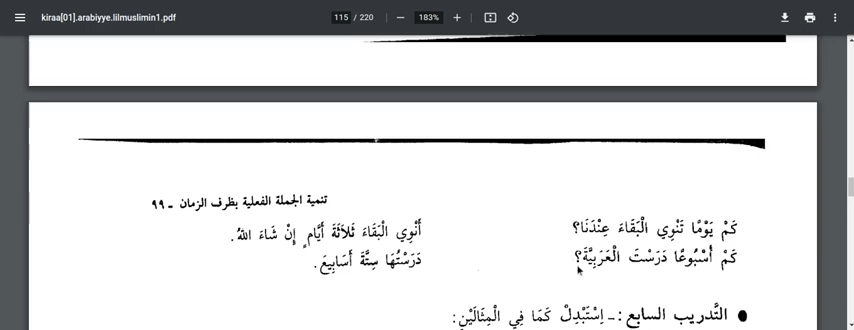 kiraa[01].arabiyye.lilmuslimin1.pdf
115 / 220
183%
تنمية الجملة الفعلية بظرف الزمان ـ ٩٩
كَمْ يَوْمًا تَنْوِي الْبَقَاءَ عِنْدَنَا؟ أَنْوِي الْبَقَاءَ ثَلاَثَةَ أَيَّامٍ إِنْ شَاءَ اللهُ.
كَمْ أُسْبُوعًا دَرَسْتَ الْعَرَبِيَّةَ؟ دَرَسْتُهَا سِتَّةَ أَسَابِيعَ.
● التَّدريب السابع :ـ اِسْتَبْدِلْ كَمَا فِي الْمِثَالَيْنِ: